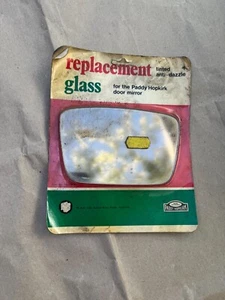 replacement
tinted
anti-dazzle
glass
for the Paddy Hopkirk
door mirror